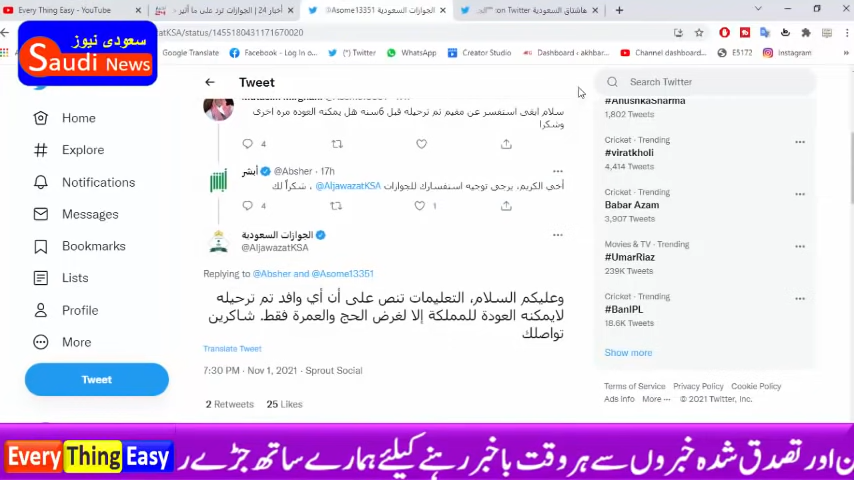 Every Thing Easy - YouTube
أخبار 24 | الجوازات ترد على ما أثير
الجوازات السعودية @Asome13351
on Twitter هاشتاق السعودية
atKSA/status/1455180431171670020
Google Translate
Facebook - Log In o...
(*) Twitter
WhatsApp
Creator Studio
Dashboard ‹ akhbar...
Channel dashboard...
E5172
Instagram
سعودی نیوز
Saudi News
Tweet
Search Twitter
Home
Explore
Notifications
Messages
Bookmarks
Lists
Profile
More
Tweet
سلام ابغى استفسر عن مقيم تم ترحيله قبل 6سنه هل يمكنه العودة مرة اخرى
وشكرا
4
أبشر @Absher · 17h
أخي الكريم، يرجى توجيه استفسارك للجوازات @AljawazatKSA ، شكراً لك
4
1
الجوازات السعودية
@AljawazatKSA
Replying to @Absher and @Asome13351
وعليكم السلام، التعليمات تنص على أن أي وافد تم ترحيله
لايمكنه العودة للمملكة إلا لغرض الحج والعمرة فقط. شاكرين
تواصلك
Translate Tweet
7:30 PM · Nov 1, 2021 · Sprout Social
2 Retweets 25 Likes
#AnushkaSharma
1,802 Tweets
Cricket · Trending
#viratkholi
4,414 Tweets
Cricket · Trending
Babar Azam
3,907 Tweets
Movies & TV · Trending
#UmarRiaz
239K Tweets
Cricket · Trending
#BanIPL
18.6K Tweets
Show more
Terms of Service Privacy Policy Cookie Policy
Ads info More ··· © 2021 Twitter, Inc.
Every Thing Easy
اور تصدق شدہ خبروں سے ہر وقت باخبر رہنے کیلئے ہمارے ساتھ جڑے